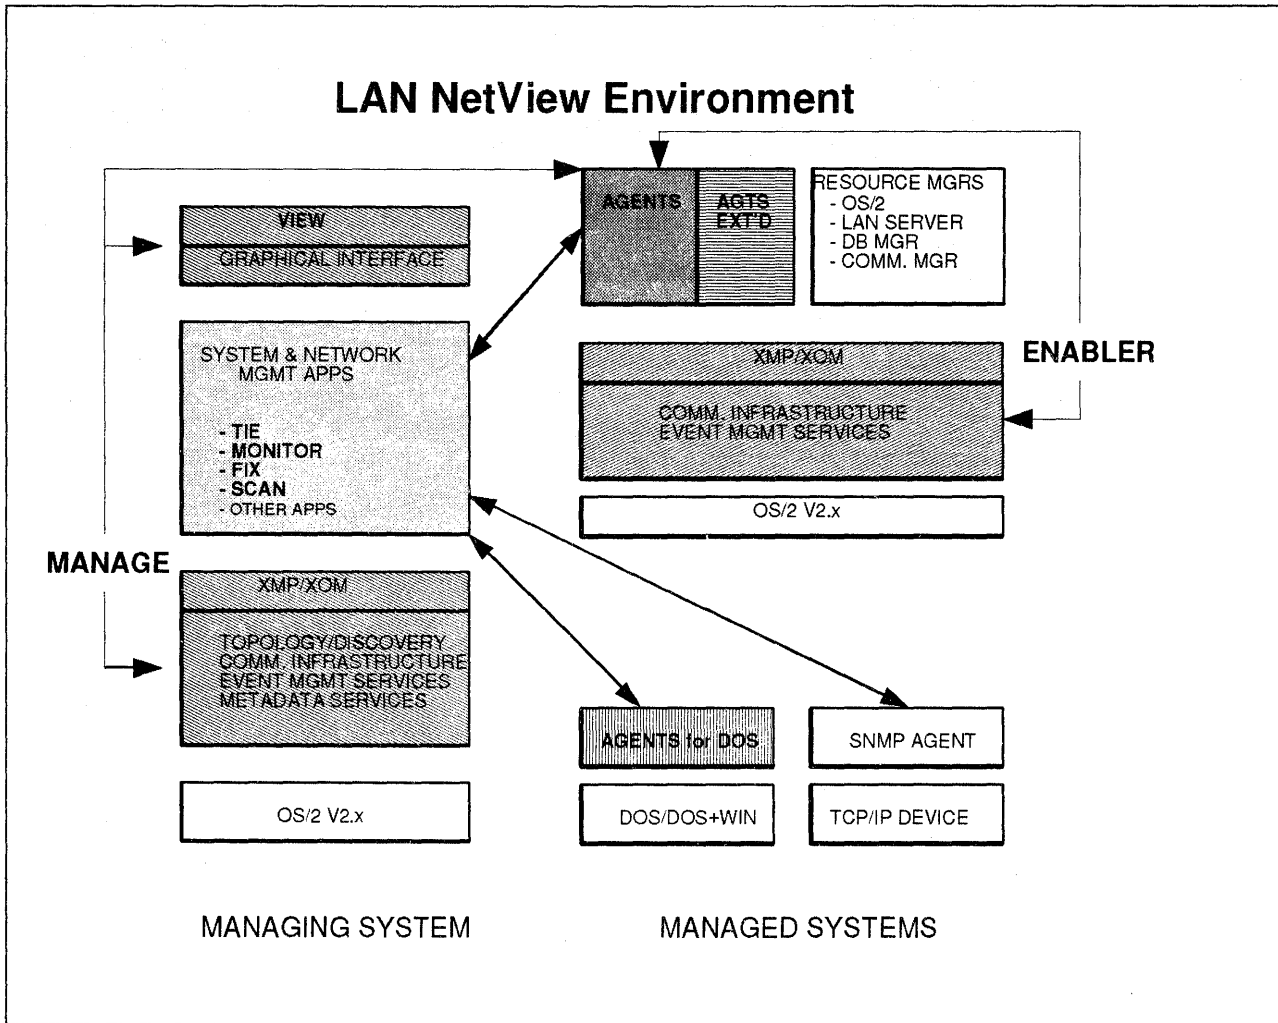 LAN NetView Environment
VIEW
GRAPHICAL INTERFACE
SYSTEM & NETWORK
MGMT APPS
- TIE
- MONITOR
- FIX
- SCAN
- OTHER APPS
MANAGE
XMP/XOM
TOPOLOGY/DISCOVERY
COMM. INFRASTRUCTURE
EVENT MGMT SERVICES
METADATA SERVICES
OS/2 V2.x
MANAGING SYSTEM
AGENTS
AGTS
EXT'D
RESOURCE MGRS
- OS/2
- LAN SERVER
- DB MGR
- COMM. MGR
ENABLER
XMP/XOM
COMM. INFRASTRUCTURE
EVENT MGMT SERVICES
OS/2 V2.x
AGENTS for DOS
SNMP AGENT
DOS/DOS+WIN
TCP/IP DEVICE
MANAGED SYSTEMS